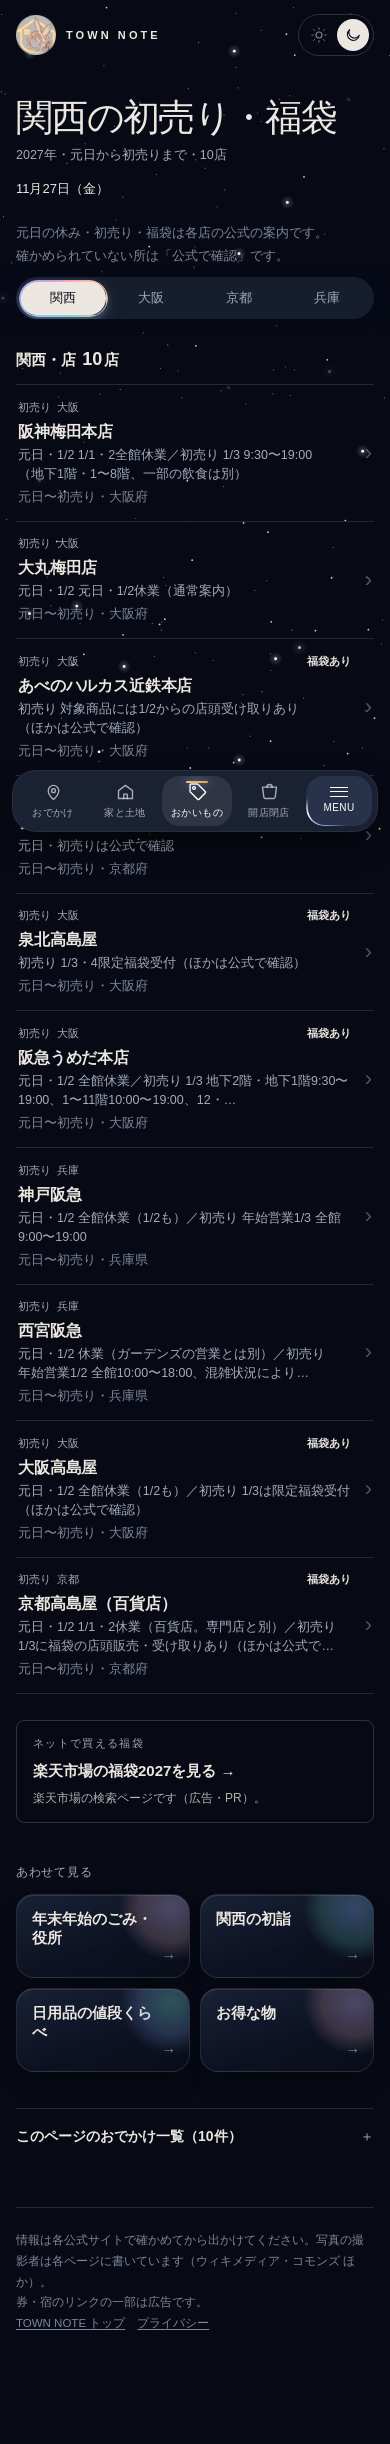 TOWN NOTE
関西の初売り・福袋
2027年・元日から初売りまで・10店
11月27日（金）
元日の休み・初売り・福袋は各店の公式の案内です。
確かめられていない所は「公式で確認」です。
関西
大阪
京都
兵庫
関西・店 10店
初売り 大阪
阪神梅田本店
元日・1/2 1/1・2全館休業／初売り 1/3 9:30〜19:00
（地下1階・1〜8階、一部の飲食は別）
元日〜初売り・大阪府
初売り 大阪
大丸梅田店
元日・1/2 元日・1/2休業（通常案内）
元日〜初売り・大阪府
初売り 大阪
福袋あり
あべのハルカス近鉄本店
初売り 対象商品には1/2からの店頭受け取りあり
（ほかは公式で確認）
元日〜初売り・大阪府
おでかけ
家と土地
おかいもの
開店閉店
MENU
元日・初売りは公式で確認
元日〜初売り・京都府
初売り 大阪
福袋あり
泉北高島屋
初売り 1/3・4限定福袋受付（ほかは公式で確認）
元日〜初売り・大阪府
初売り 大阪
福袋あり
阪急うめだ本店
元日・1/2 全館休業／初売り 1/3 地下2階・地下1階9:30〜
19:00、1〜11階10:00〜19:00、12・…
元日〜初売り・大阪府
初売り 兵庫
神戸阪急
元日・1/2 全館休業（1/2も）／初売り 年始営業1/3 全館
9:00〜19:00
元日〜初売り・兵庫県
初売り 兵庫
西宮阪急
元日・1/2 休業（ガーデンズの営業とは別）／初売り
年始営業1/2 全館10:00〜18:00、混雑状況により…
元日〜初売り・兵庫県
初売り 大阪
福袋あり
大阪高島屋
元日・1/2 全館休業（1/2も）／初売り 1/3は限定福袋受付
（ほかは公式で確認）
元日〜初売り・大阪府
初売り 京都
福袋あり
京都高島屋（百貨店）
元日・1/2 1/1・2休業（百貨店。専門店と別）／初売り
1/3に福袋の店頭販売・受け取りあり（ほかは公式で…
元日〜初売り・京都府
ネットで買える福袋
楽天市場の福袋2027を見る →
楽天市場の検索ページです（広告・PR）。
あわせて見る
年末年始のごみ・
役所
→
関西の初詣
→
日用品の値段くら
べ
→
お得な物
→
このページのおでかけ一覧（10件）
+
情報は各公式サイトで確かめてから出かけてください。写真の撮
影者は各ページに書いています（ウィキメディア・コモンズ ほ
か）。
券・宿のリンクの一部は広告です。
TOWN NOTE トップ プライバシー